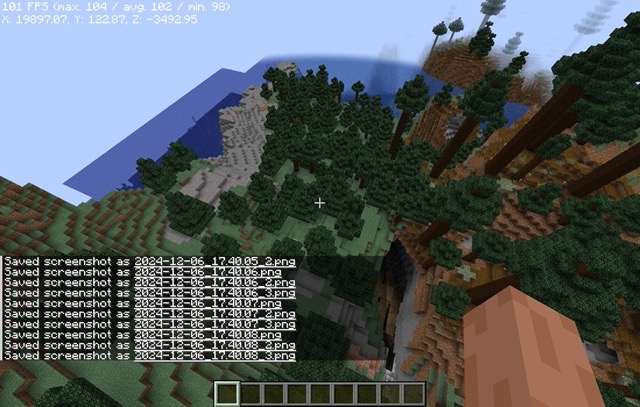 101 FPS (max. 104 / avg. 102 / min. 98)
X: 19897.07, Y: 122.87, Z: -3492.95
Saved screenshot as 2024-12-06_17.40.05_2.png
Saved screenshot as 2024-12-06_17.40.06.png
Saved screenshot as 2024-12-06_17.40.06_2.png
Saved screenshot as 2024-12-06_17.40.06_3.png
Saved screenshot as 2024-12-06_17.40.07.png
Saved screenshot as 2024-12-06_17.40.07_2.png
Saved screenshot as 2024-12-06_17.40.07_3.png
Saved screenshot as 2024-12-06_17.40.08.png
Saved screenshot as 2024-12-06_17.40.08_2.png
Saved screenshot as 2024-12-06_17.40.08_3.png